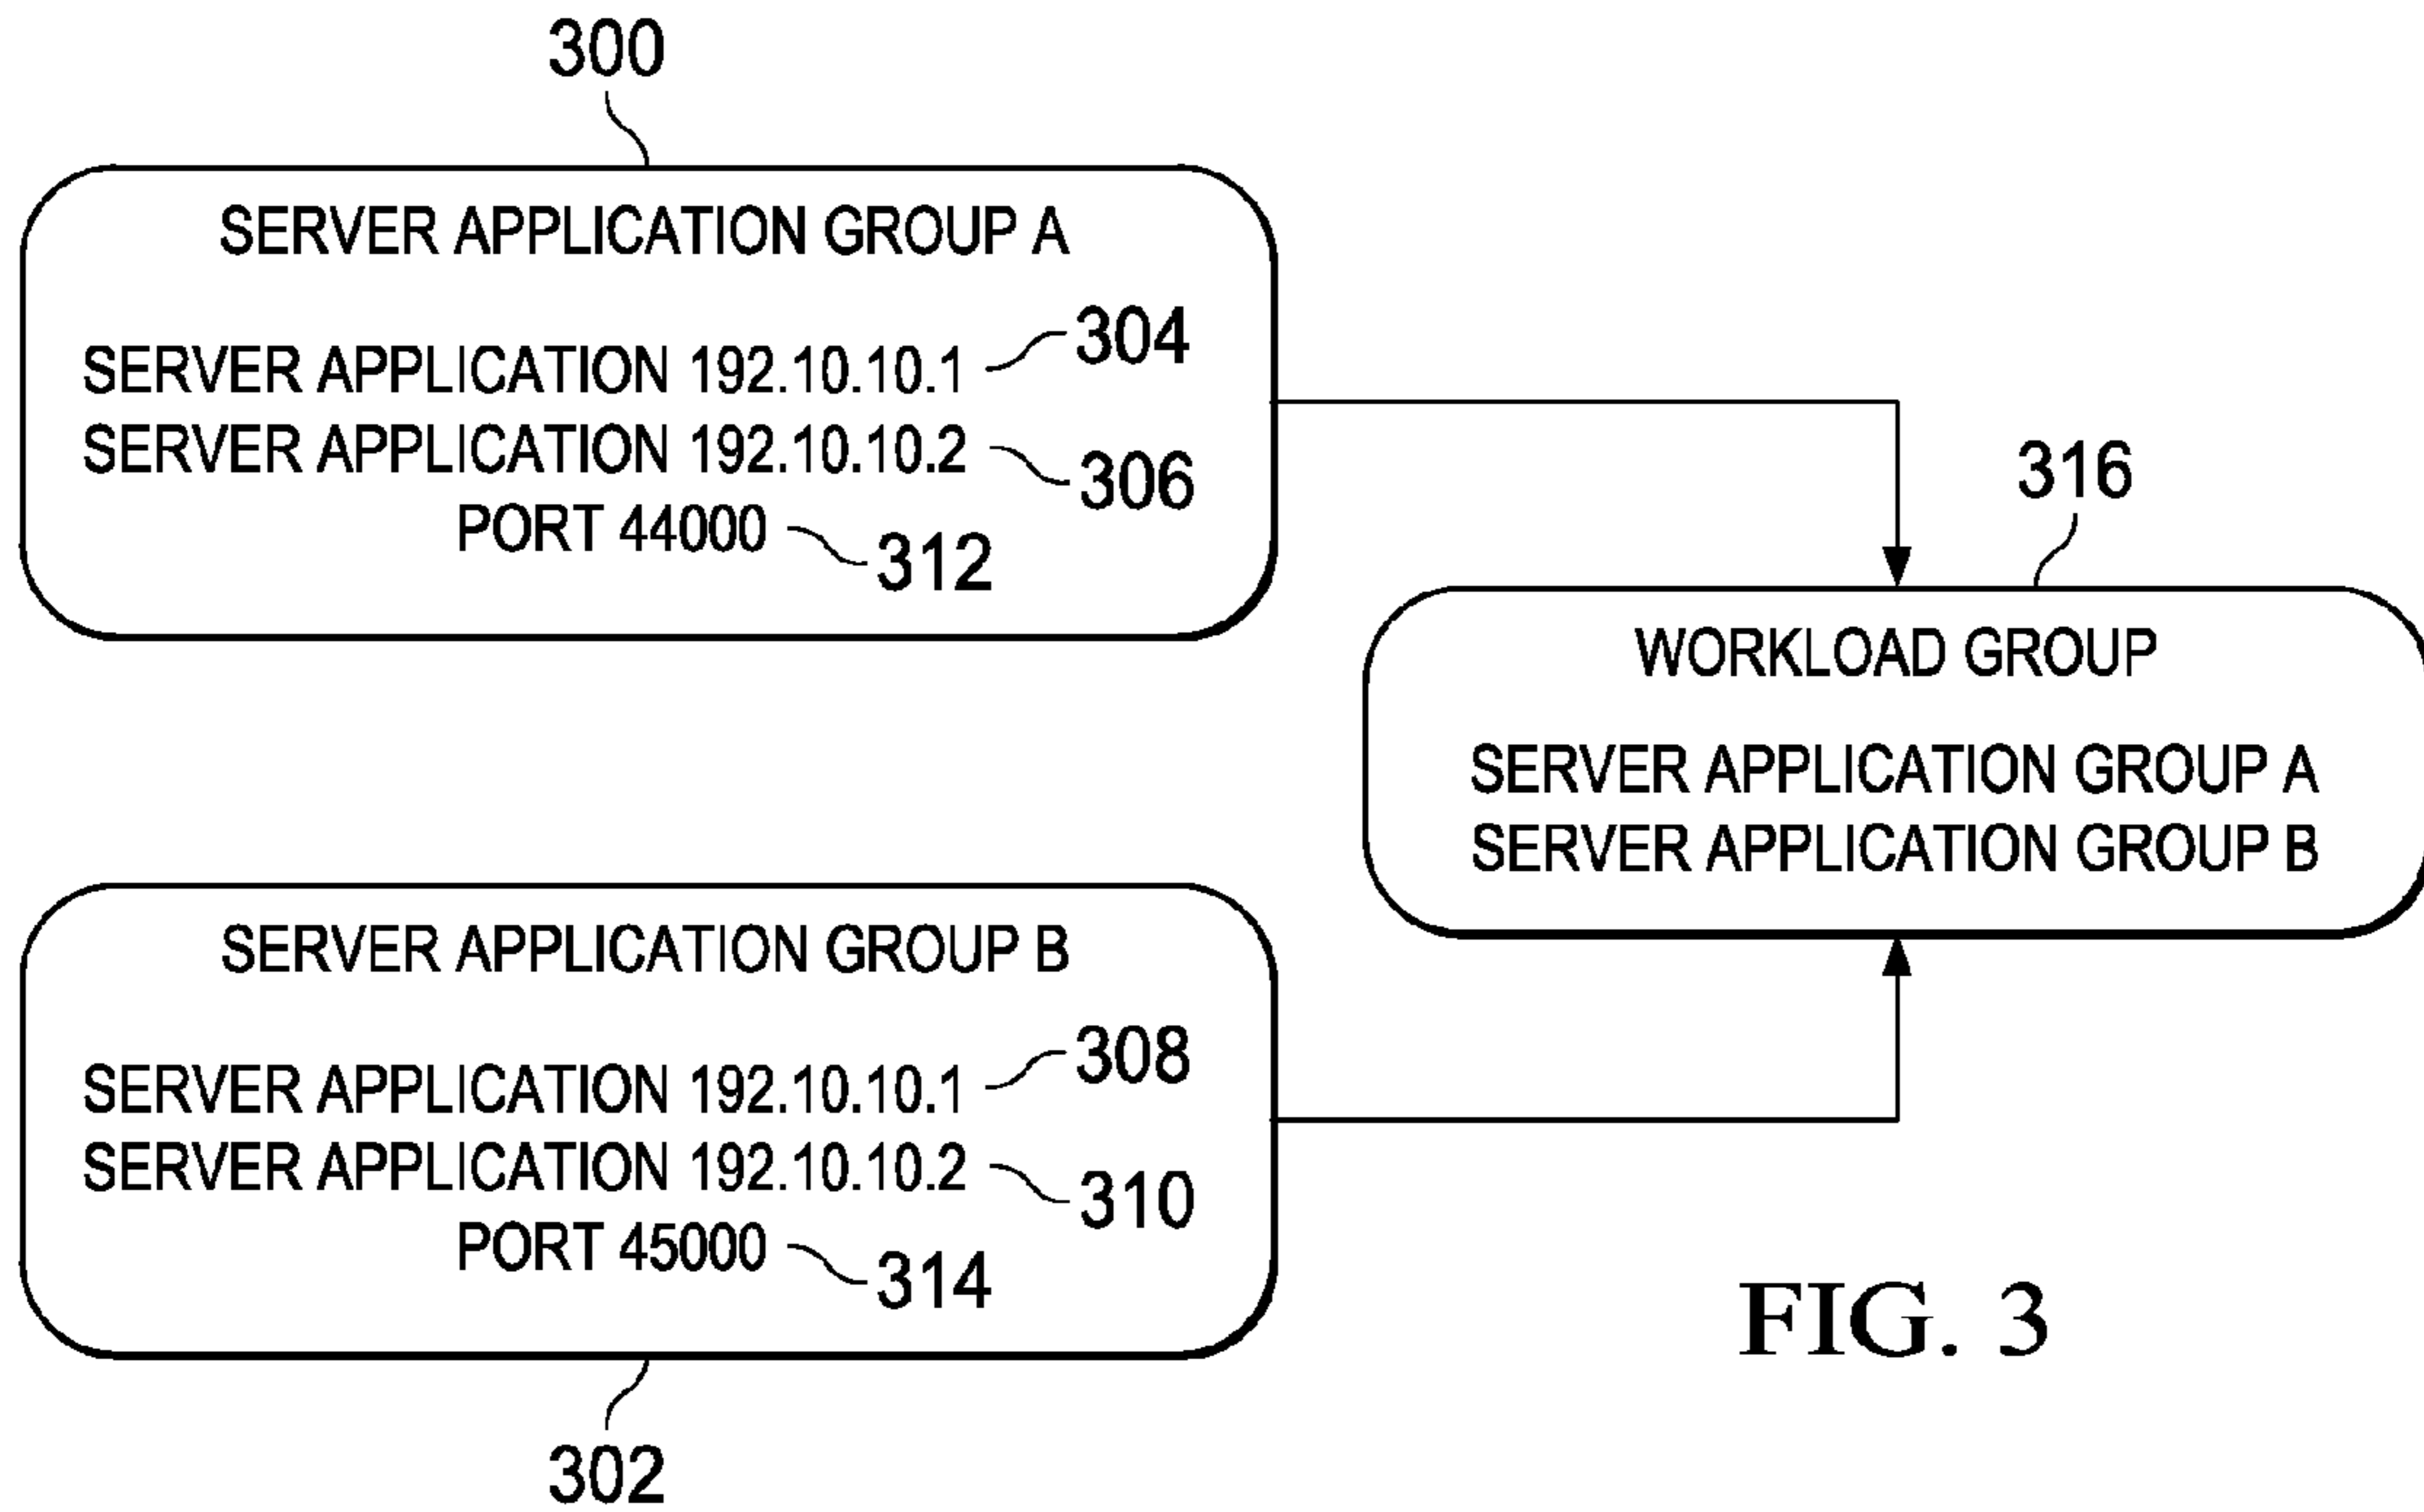 300
SERVER APPLICATION GROUP A
SERVER APPLICATION 192.10.10.1 304
SERVER APPLICATION 192.10.10.2 306
PORT 44000 312
316
WORKLOAD GROUP
SERVER APPLICATION GROUP A
SERVER APPLICATION GROUP B
SERVER APPLICATION GROUP B
SERVER APPLICATION 192.10.10.1 308
SERVER APPLICATION 192.10.10.2 310
PORT 45000 314
302
FIG. 3